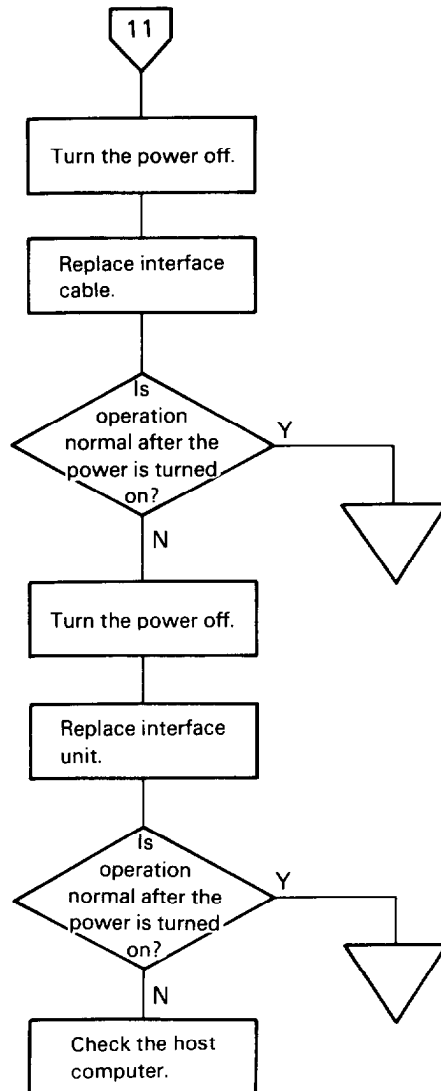 11
Turn the power off.
Replace interface
cable.
Is
operation
normal after the
power is turned
on?
Y
N
Turn the power off.
Replace interface
unit.
Is
operation
normal after the
power is turned
on?
Y
N
Check the host
computer.